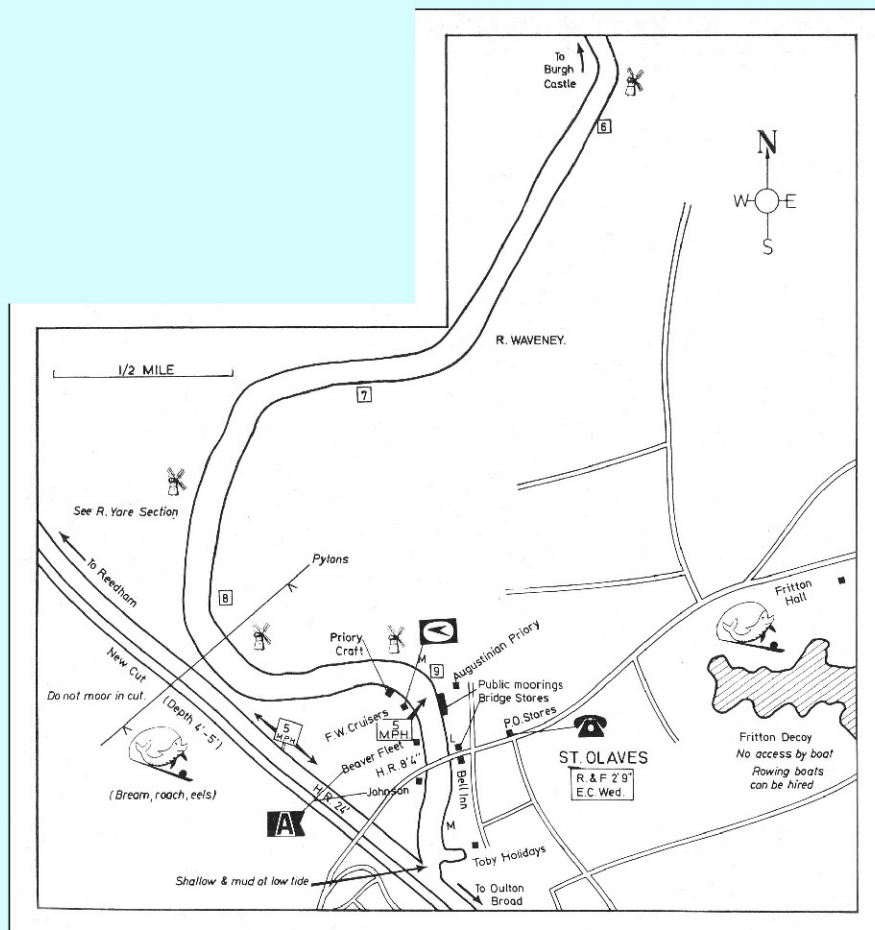 To
Burgh
Castle
6
N
W E
S
R. WAVENEY.
1/2 MILE
7
See R. Yare Section
To Reedham
Pylons
8
Fritton
Hall
New Cut
Priory
Craft
M
9
Augustinian Priory
Do not moor in cut.
(Depth 4'-5')
Public moorings
Bridge Stores
F.W. Cruisers
5
M.P.H.
5
MPH
P.O. Stores
L
Beaver Fleet
H.R. 8'4"
Fritton Decoy
No access by boat
Rowing boats
can be hired
ST. OLAVES
R. & F 2'9"
E.C. Wed.
Bell Inn
(Bream, roach, eels)
H.R. 24'
Johnson
A
M
Toby Holidays
Shallow & mud at low tide
To Oulton
Broad